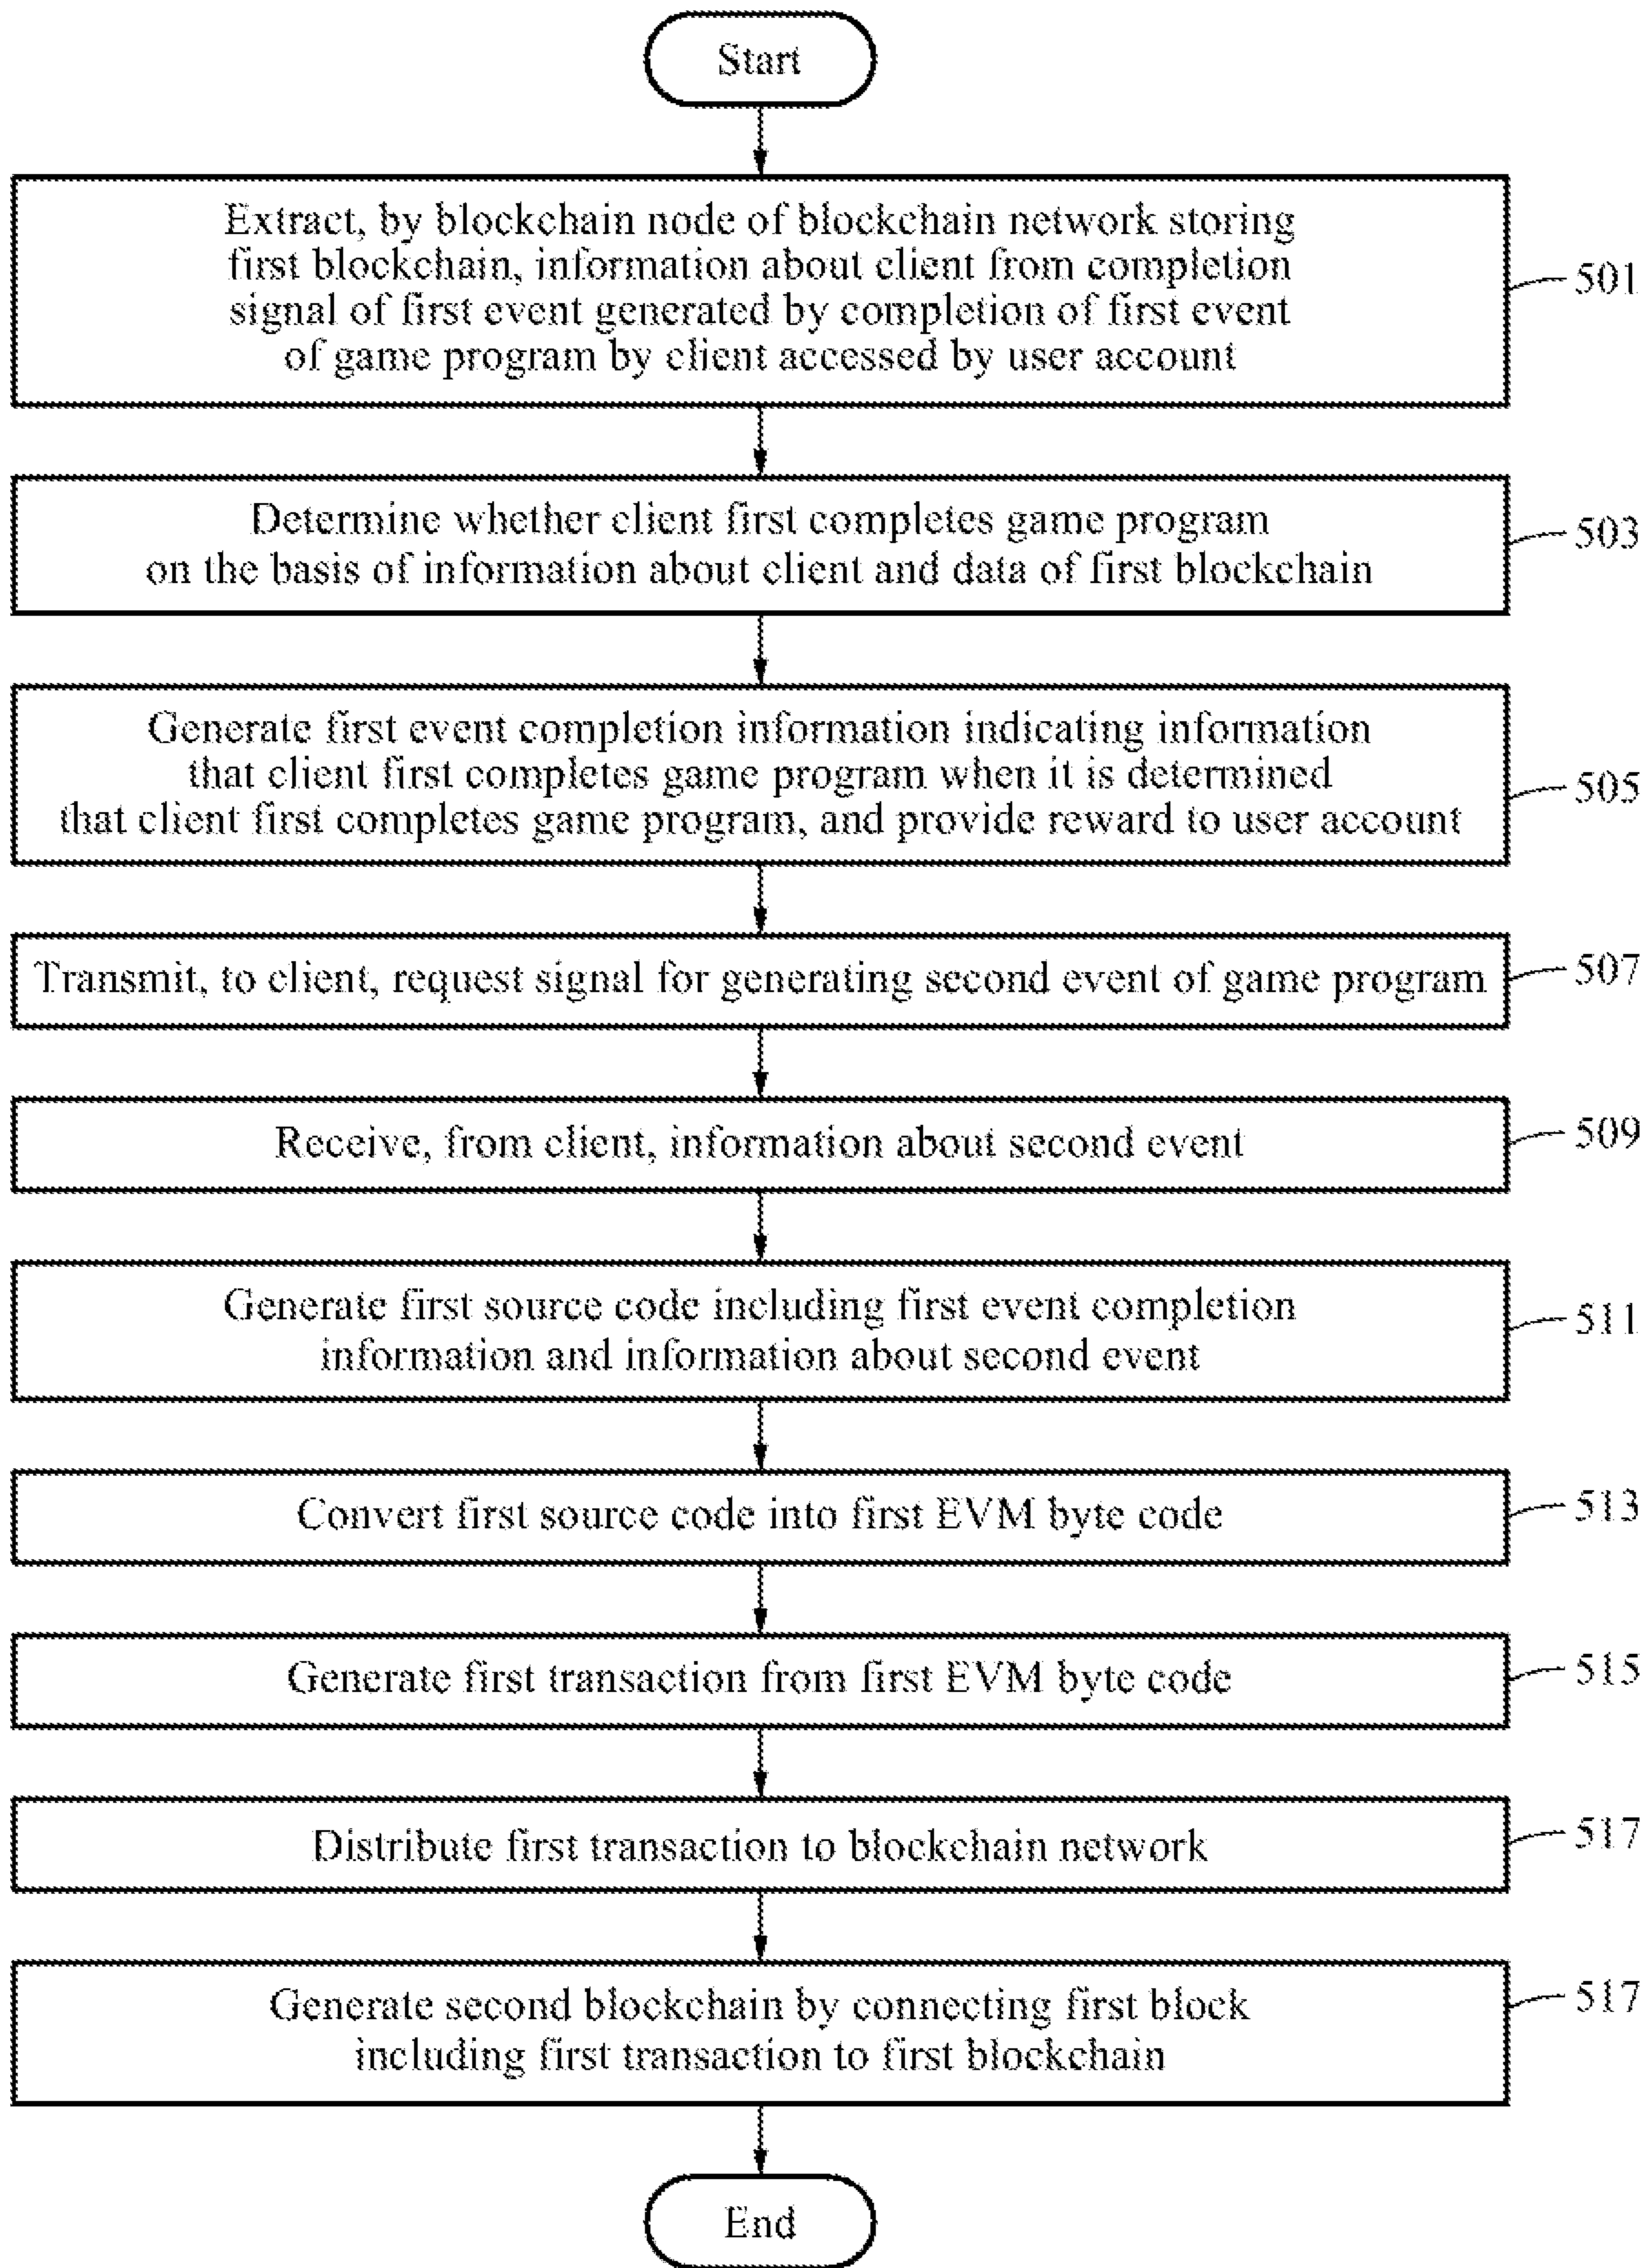 Start
Extract, by blockchain node of blockchain network storing
first blockchain, information about client from completion
signal of first event generated by completion of first event
of game program by client accessed by user account
501
Determine whether client first completes game program
on the basis of information about client and data of first blockchain
503
Generate first event completion information indicating information
that client first completes game program when it is determined
that client first completes game program, and provide reward to user account
505
Transmit, to client, request signal for generating second event of game program
507
Receive, from client, information about second event
509
Generate first source code including first event completion
information and information about second event
511
Convert first source code into first EVM byte code
513
Generate first transaction from first EVM byte code
515
Distribute first transaction to blockchain network
517
Generate second blockchain by connecting first block
including first transaction to first blockchain
517
End